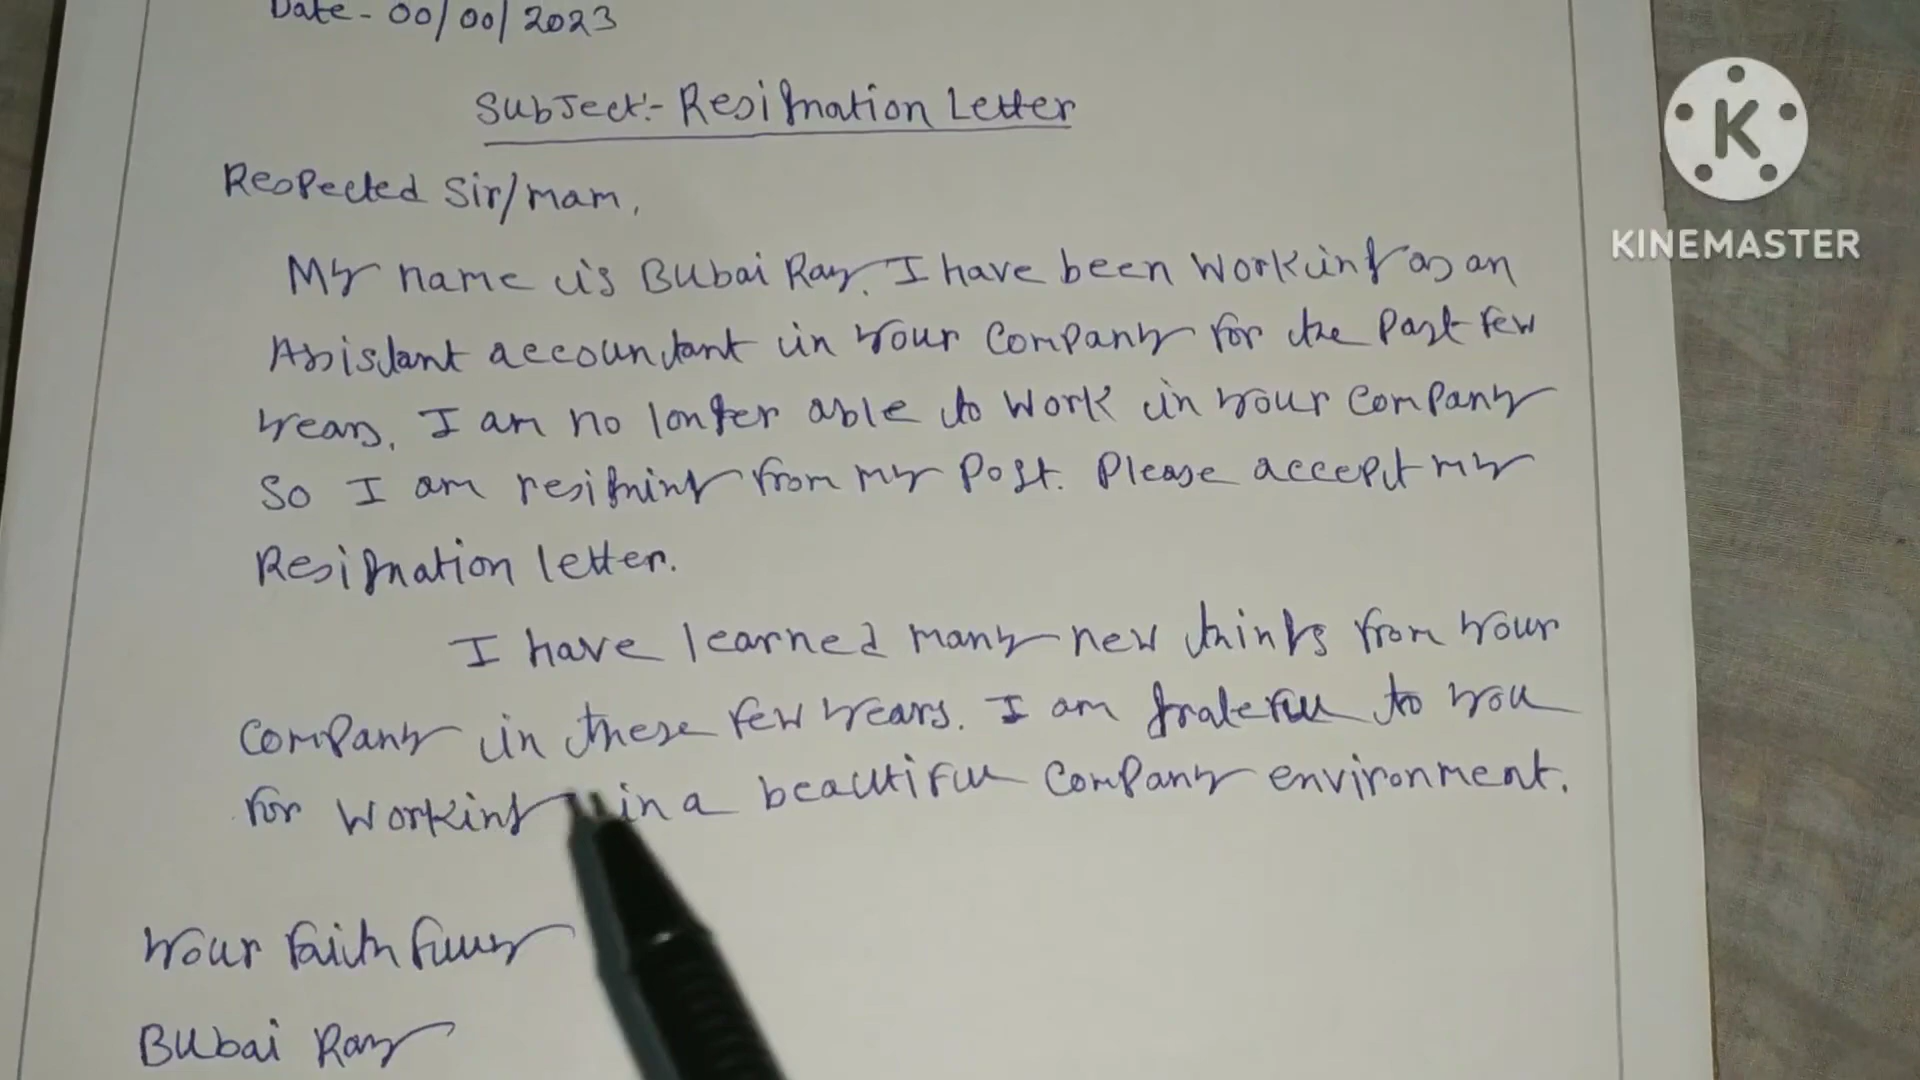 Date - 00/00/2023
Subject:- Resignation Letter
Respected Sir/mam,
My name is Bubai Ray. I have been working as an
Assistant accountant in your company for the past few
years. I am no longer able to work in your company
So I am resigning from my post. Please accept my
Resignation letter.
I have learned many new things from your
company in these few years. I am grateful to you
for working in a beautiful company environment.
Your faithfully
Bubai Ray
K
KINEMASTER